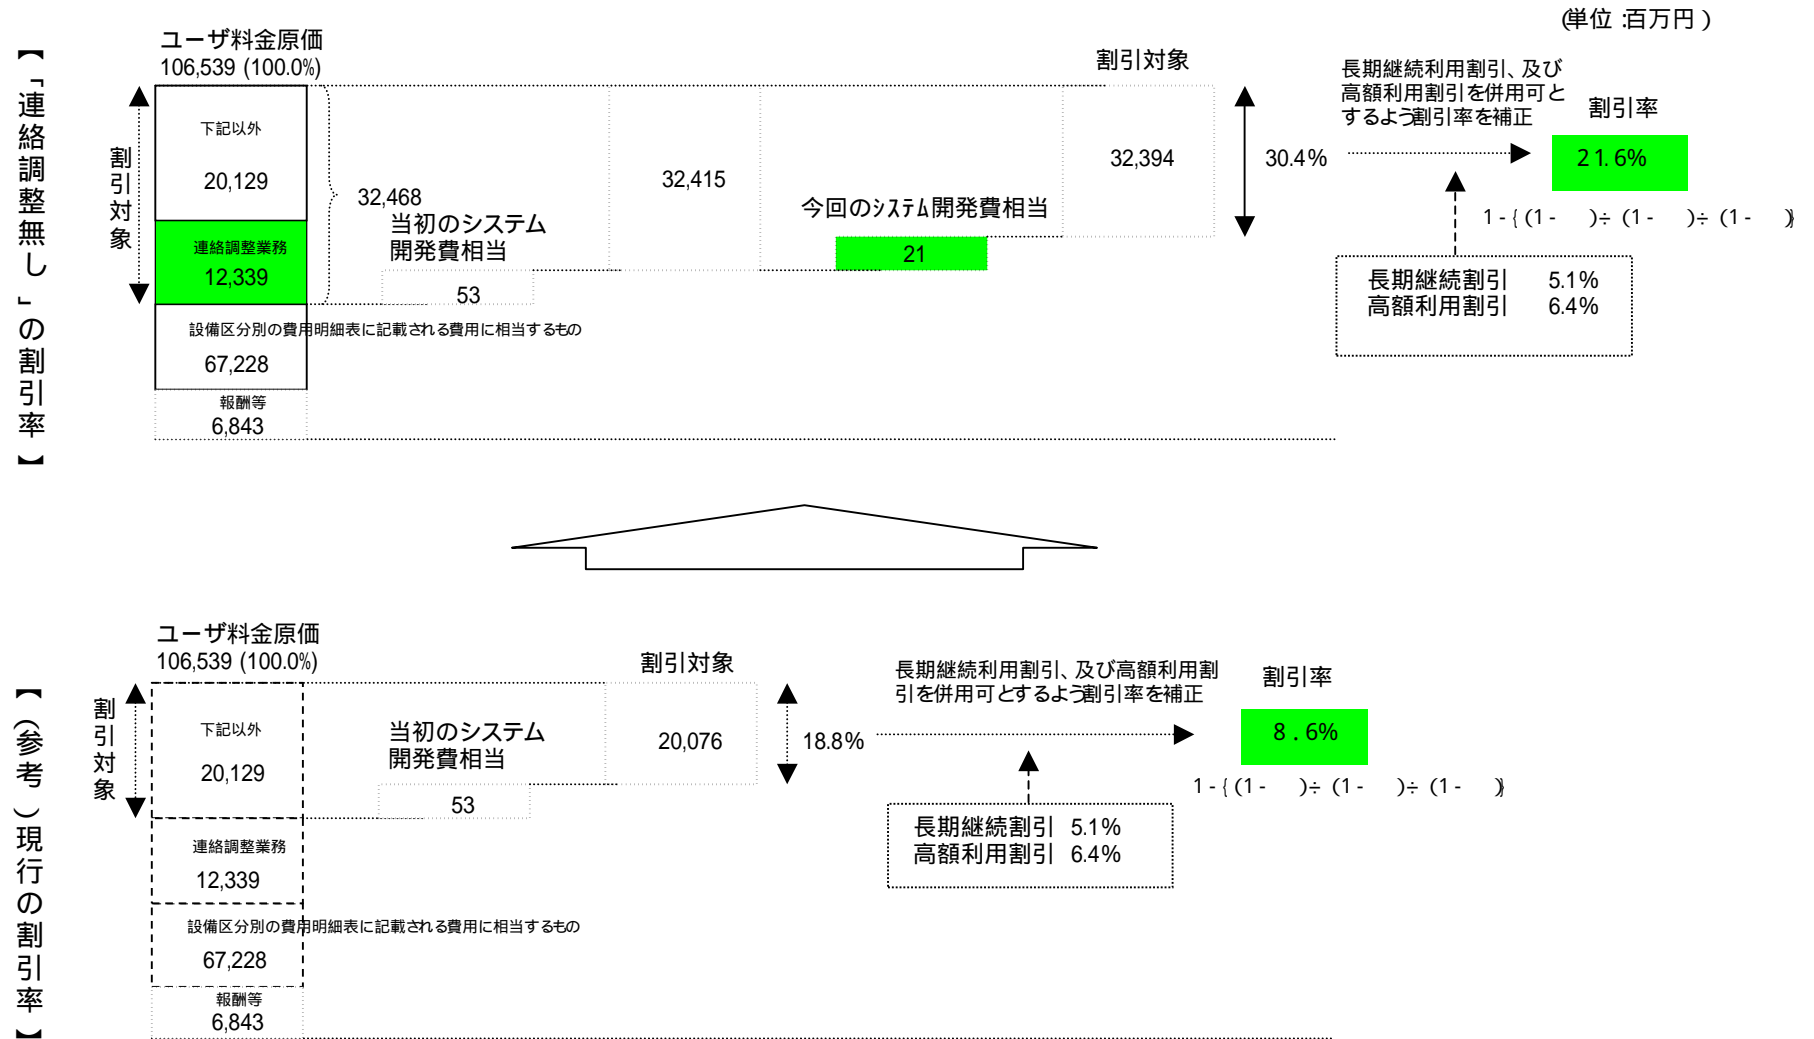 (単位:百万円)
【「連絡調整無し」の割引率】
ユーザ料金原価
106,539 (100.0%)
割引対象
下記以外
20,129
連絡調整業務
12,339
設備区分別の費用明細表に記載される費用に相当するもの
67,228
報酬等
6,843
32,468
当初のシステム
開発費相当
53
32,415
今回のｼｽﾃﾑ開発費相当
21
割引対象
32,394
30.4%
長期継続利用割引、及び
高額利用割引を併用可と
するよう割引率を補正
割引率
21.6%
1-{(1-　)÷(1-　)÷(1-　)}
長期継続割引 5.1%
高額利用割引 6.4%
【(参考)現行の割引率】
ユーザ料金原価
106,539 (100.0%)
割引対象
下記以外
20,129
連絡調整業務
12,339
設備区分別の費用明細表に記載される費用に相当するもの
67,228
報酬等
6,843
当初のシステム
開発費相当
53
割引対象
20,076
18.8%
長期継続利用割引、及び高額利用割
引を併用可とするよう割引率を補正
割引率
8.6%
1-{(1-　)÷(1-　)÷(1-　)}
長期継続割引 5.1%
高額利用割引 6.4%